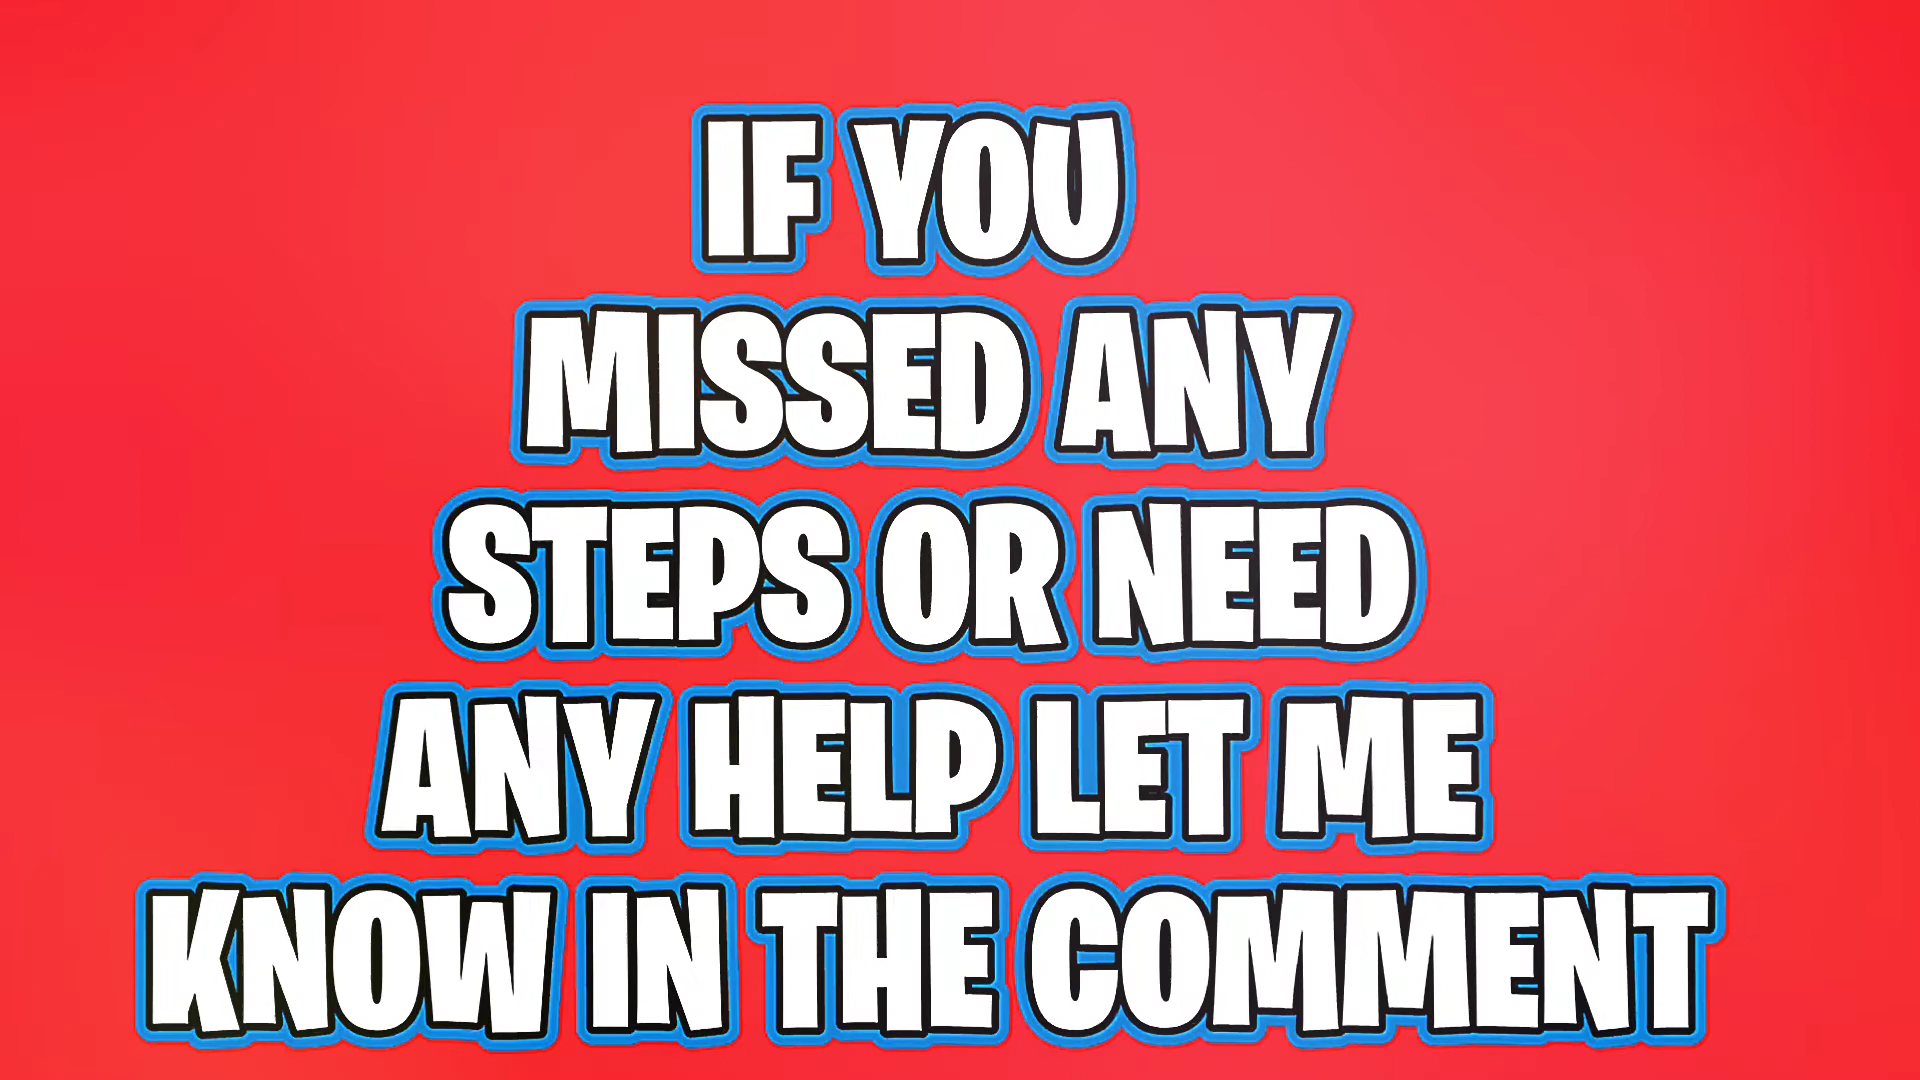 IF YOU
MISSED ANY
STEPS OR NEED
ANY HELP LET ME
KNOW IN THE COMMENT